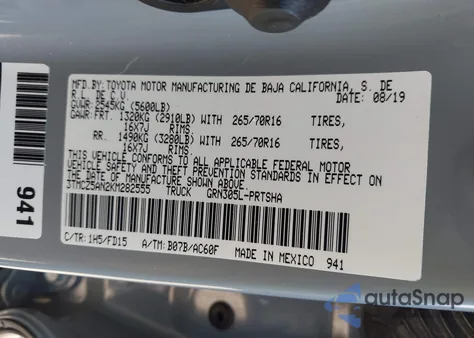 MFD.BY:TOYOTA MOTOR MANUFACTURING DE BAJA CALIFORNIA, S. DE
R.L. DE C.V. DATE: 08/19
GVWR: 2545KG (5600LB)
GAWR: FRT. 1320KG (2910LB) WITH 265/70R16 TIRES,
16X7J RIMS.
RR. 1490KG (3280LB) WITH 265/70R16 TIRES,
16X7J RIMS.
THIS VEHICLE CONFORMS TO ALL APPLICABLE FEDERAL MOTOR
VEHICLE SAFETY AND THEFT PREVENTION STANDARDS IN EFFECT ON
THE DATE OF MANUFACTURE SHOWN ABOVE.
3TMCZ5AN2KM282555 TRUCK GRN305L-PRTSHA
C/TR: 1H5/FD15 A/TM: B07B/AC60F MADE IN MEXICO 941
941
autoSnap